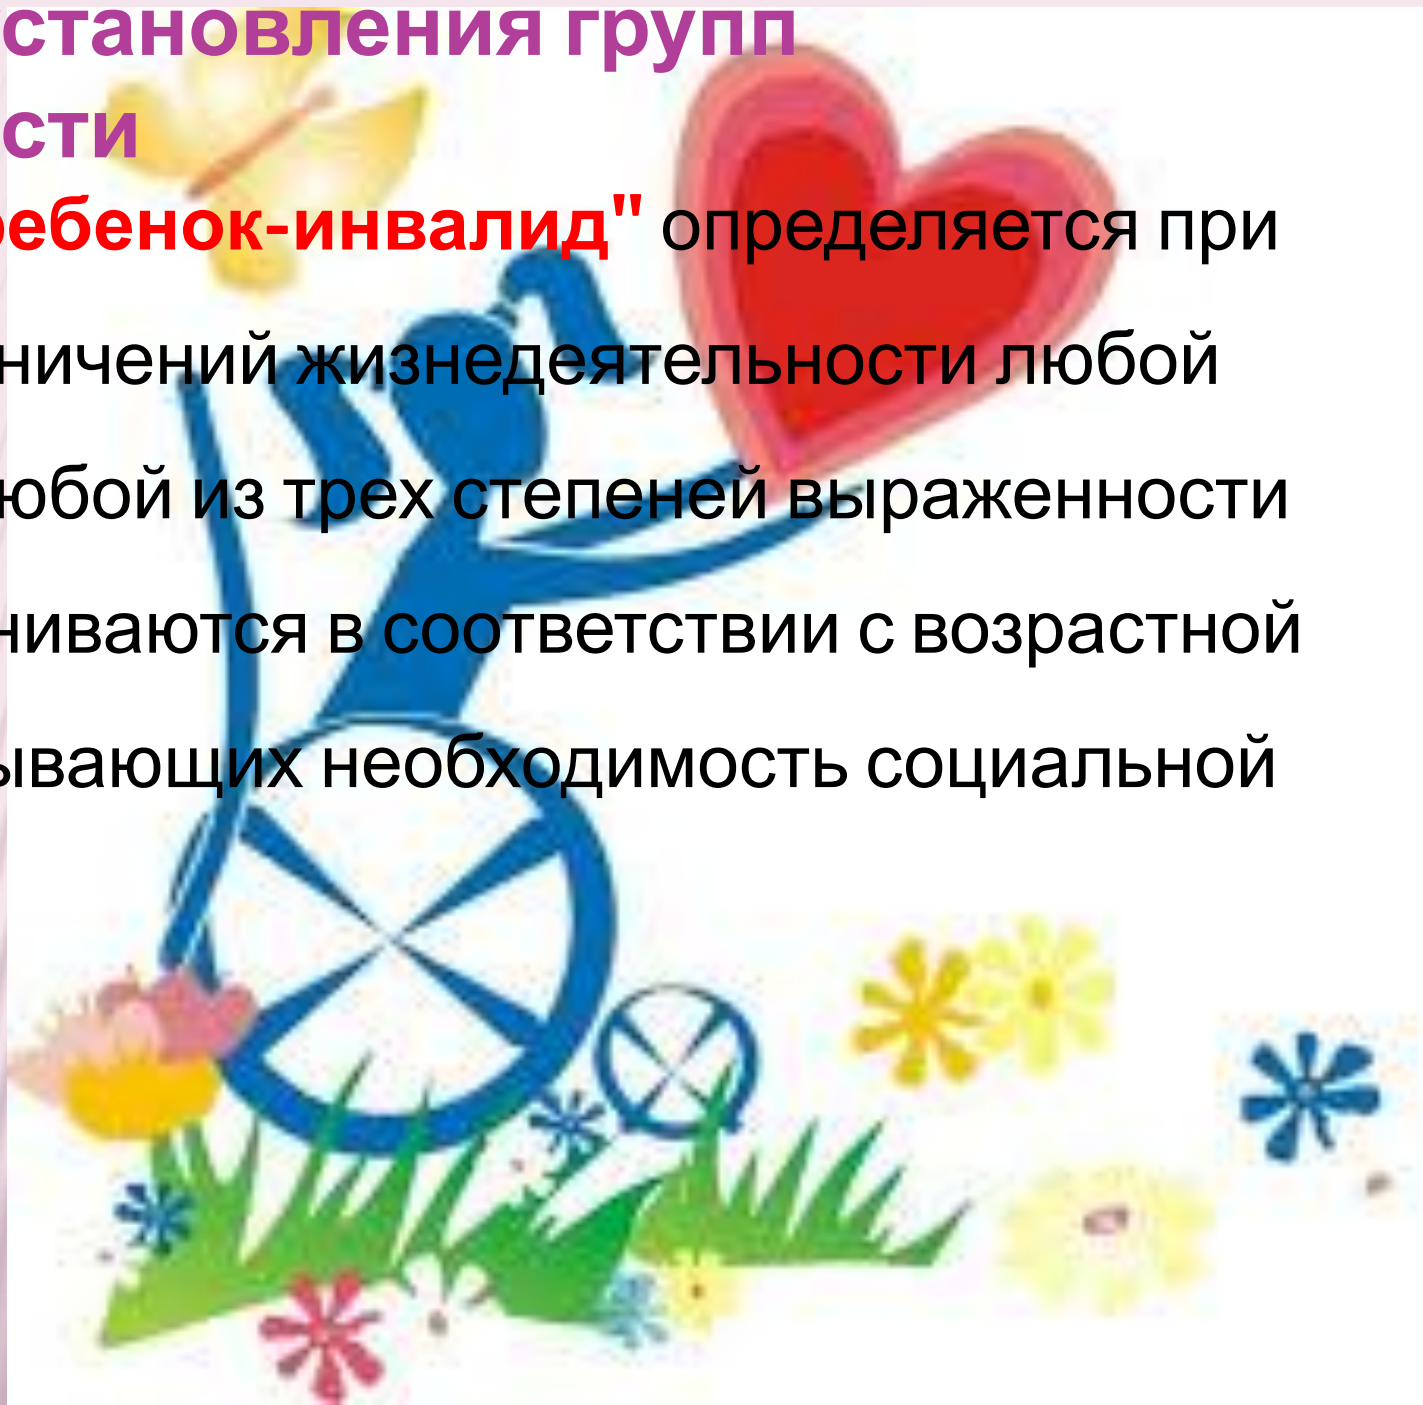 становления групп
сти
ребенок-инвалид" определяется при
ничений жизнедеятельности любой
юбой из трех степеней выраженности
ниваются в соответствии с возрастной
ывающих необходимость социальной